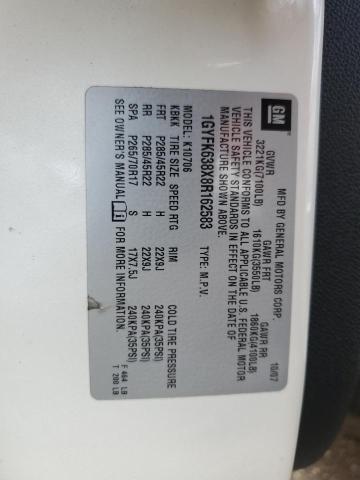 GM
MFD BY GENERAL MOTORS CORP. 10/07
GVWR GAWR FRT GAWR RR
3221KG(7100LB) 1610KG(3550LB) 1860KG(4100LB)
THIS VEHICLE CONFORMS TO ALL APPLICABLE U.S. FEDERAL MOTOR
VEHICLE SAFETY STANDARDS IN EFFECT ON THE DATE OF
MANUFACTURE SHOWN ABOVE.
1GYFK638X8R162583 TYPE: M.P.V.
MODEL: K10706
KBKK TIRE SIZE SPEED RTG RIM COLD TIRE PRESSURE
FRT P285/45R22 H 22X9J 240KPA(35PSI)
RR P285/45R22 H 22X9J 240KPA(35PSI)
SPA P265/70R17 S 17X7.5J 240KPA(35PSI)
SEE OWNER'S MANUAL i FOR MORE INFORMATION. F 464 LB
T 200 LB